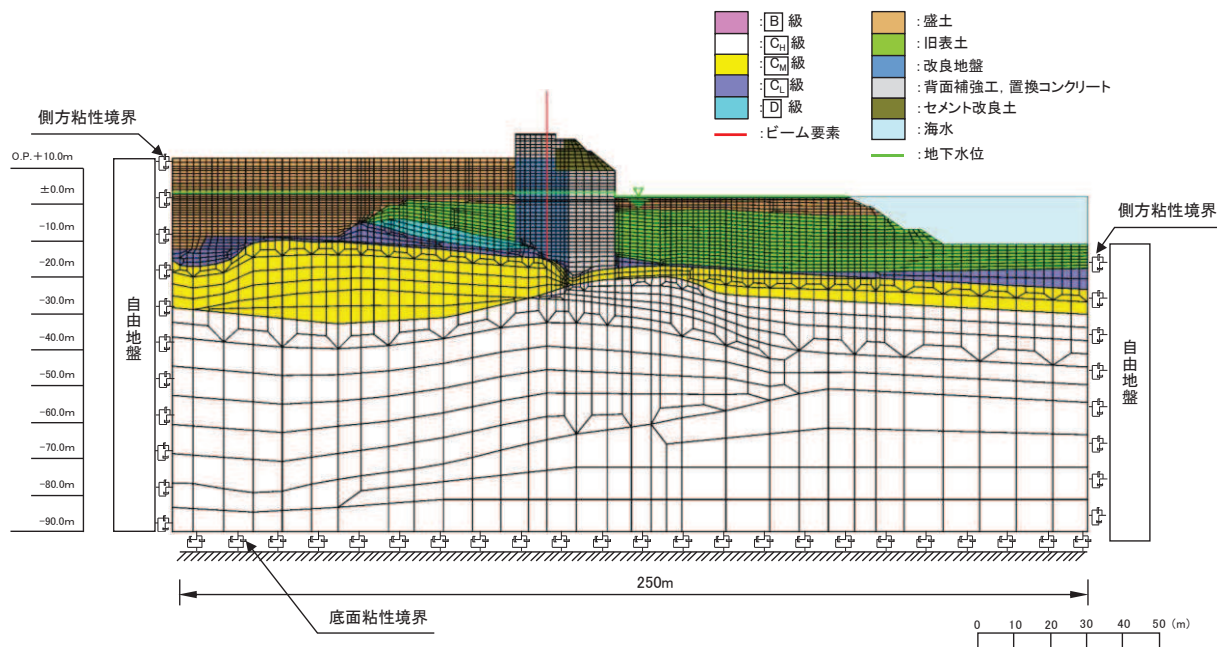 B 級
CH 級
CM 級
CL 級
D 級
:ビーム要素
:盛土
:旧表土
:改良地盤
:背面補強工,置換コンクリート
:セメント改良土
:海水
:地下水位
側方粘性境界
O.P.+10.0m
±0.0m
-10.0m
-20.0m
-30.0m
-40.0m
-50.0m
-60.0m
-70.0m
-80.0m
-90.0m
自由地盤
側方粘性境界
自由地盤
250m
底面粘性境界
0 10 20 30 40 50 (m)